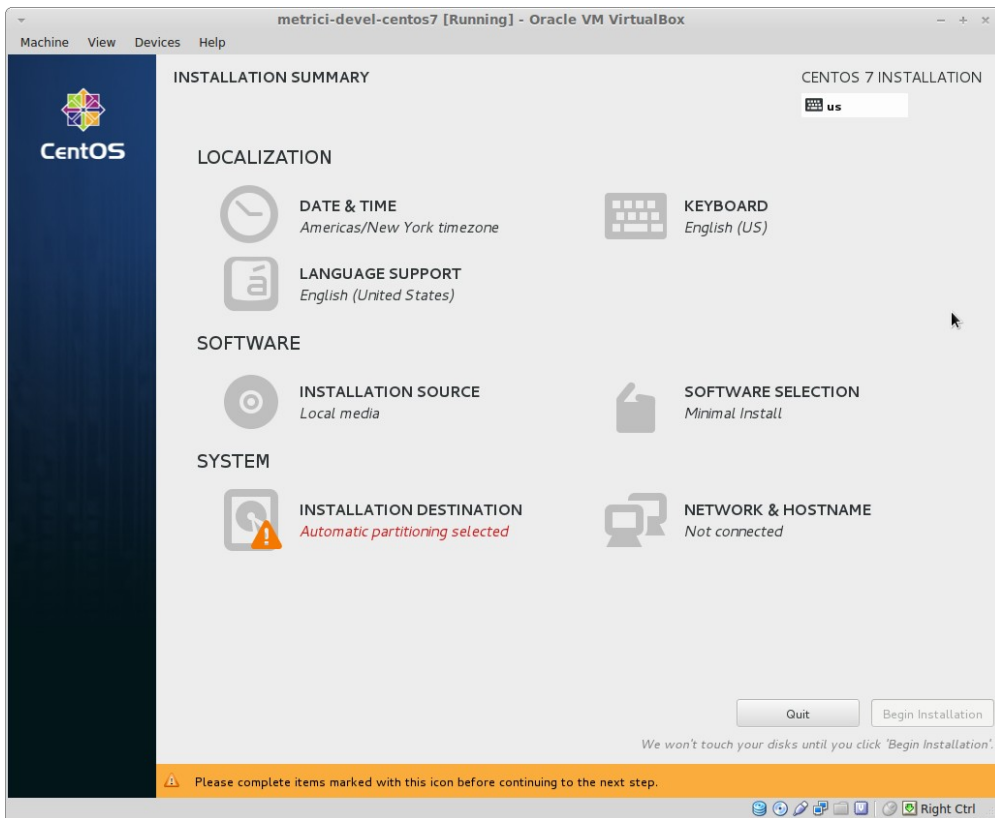 metrici-devel-centos7 [Running] - Oracle VM VirtualBox
Machine View Devices Help
CentOS
INSTALLATION SUMMARY
CENTOS 7 INSTALLATION
us
LOCALIZATION
DATE & TIME
Americas/New York timezone
KEYBOARD
English (US)
á
LANGUAGE SUPPORT
English (United States)
SOFTWARE
INSTALLATION SOURCE
Local media
SOFTWARE SELECTION
Minimal Install
SYSTEM
INSTALLATION DESTINATION
Automatic partitioning selected
NETWORK & HOSTNAME
Not connected
Quit
Begin Installation
We won't touch your disks until you click 'Begin Installation'.
Please complete items marked with this icon before continuing to the next step.
Right Ctrl